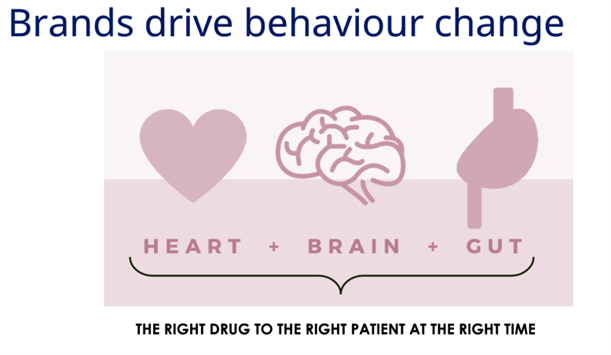 Brands drive behaviour change
HEART + BRAIN + GUT
THE RIGHT DRUG TO THE RIGHT PATIENT AT THE RIGHT TIME